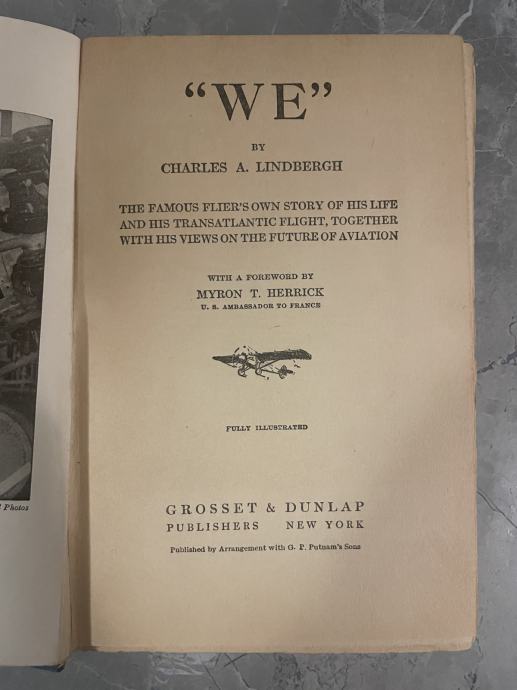 “WE”
BY
CHARLES A. LINDBERGH
THE FAMOUS FLIER'S OWN STORY OF HIS LIFE
AND HIS TRANSATLANTIC FLIGHT, TOGETHER
WITH HIS VIEWS ON THE FUTURE OF AVIATION
WITH A FOREWORD BY
MYRON T. HERRICK
U. S. AMBASSADOR TO FRANCE
FULLY ILLUSTRATED
GROSSET & DUNLAP
PUBLISHERS NEW YORK
Published by Arrangement with G. P. Putnam's Sons
Photos